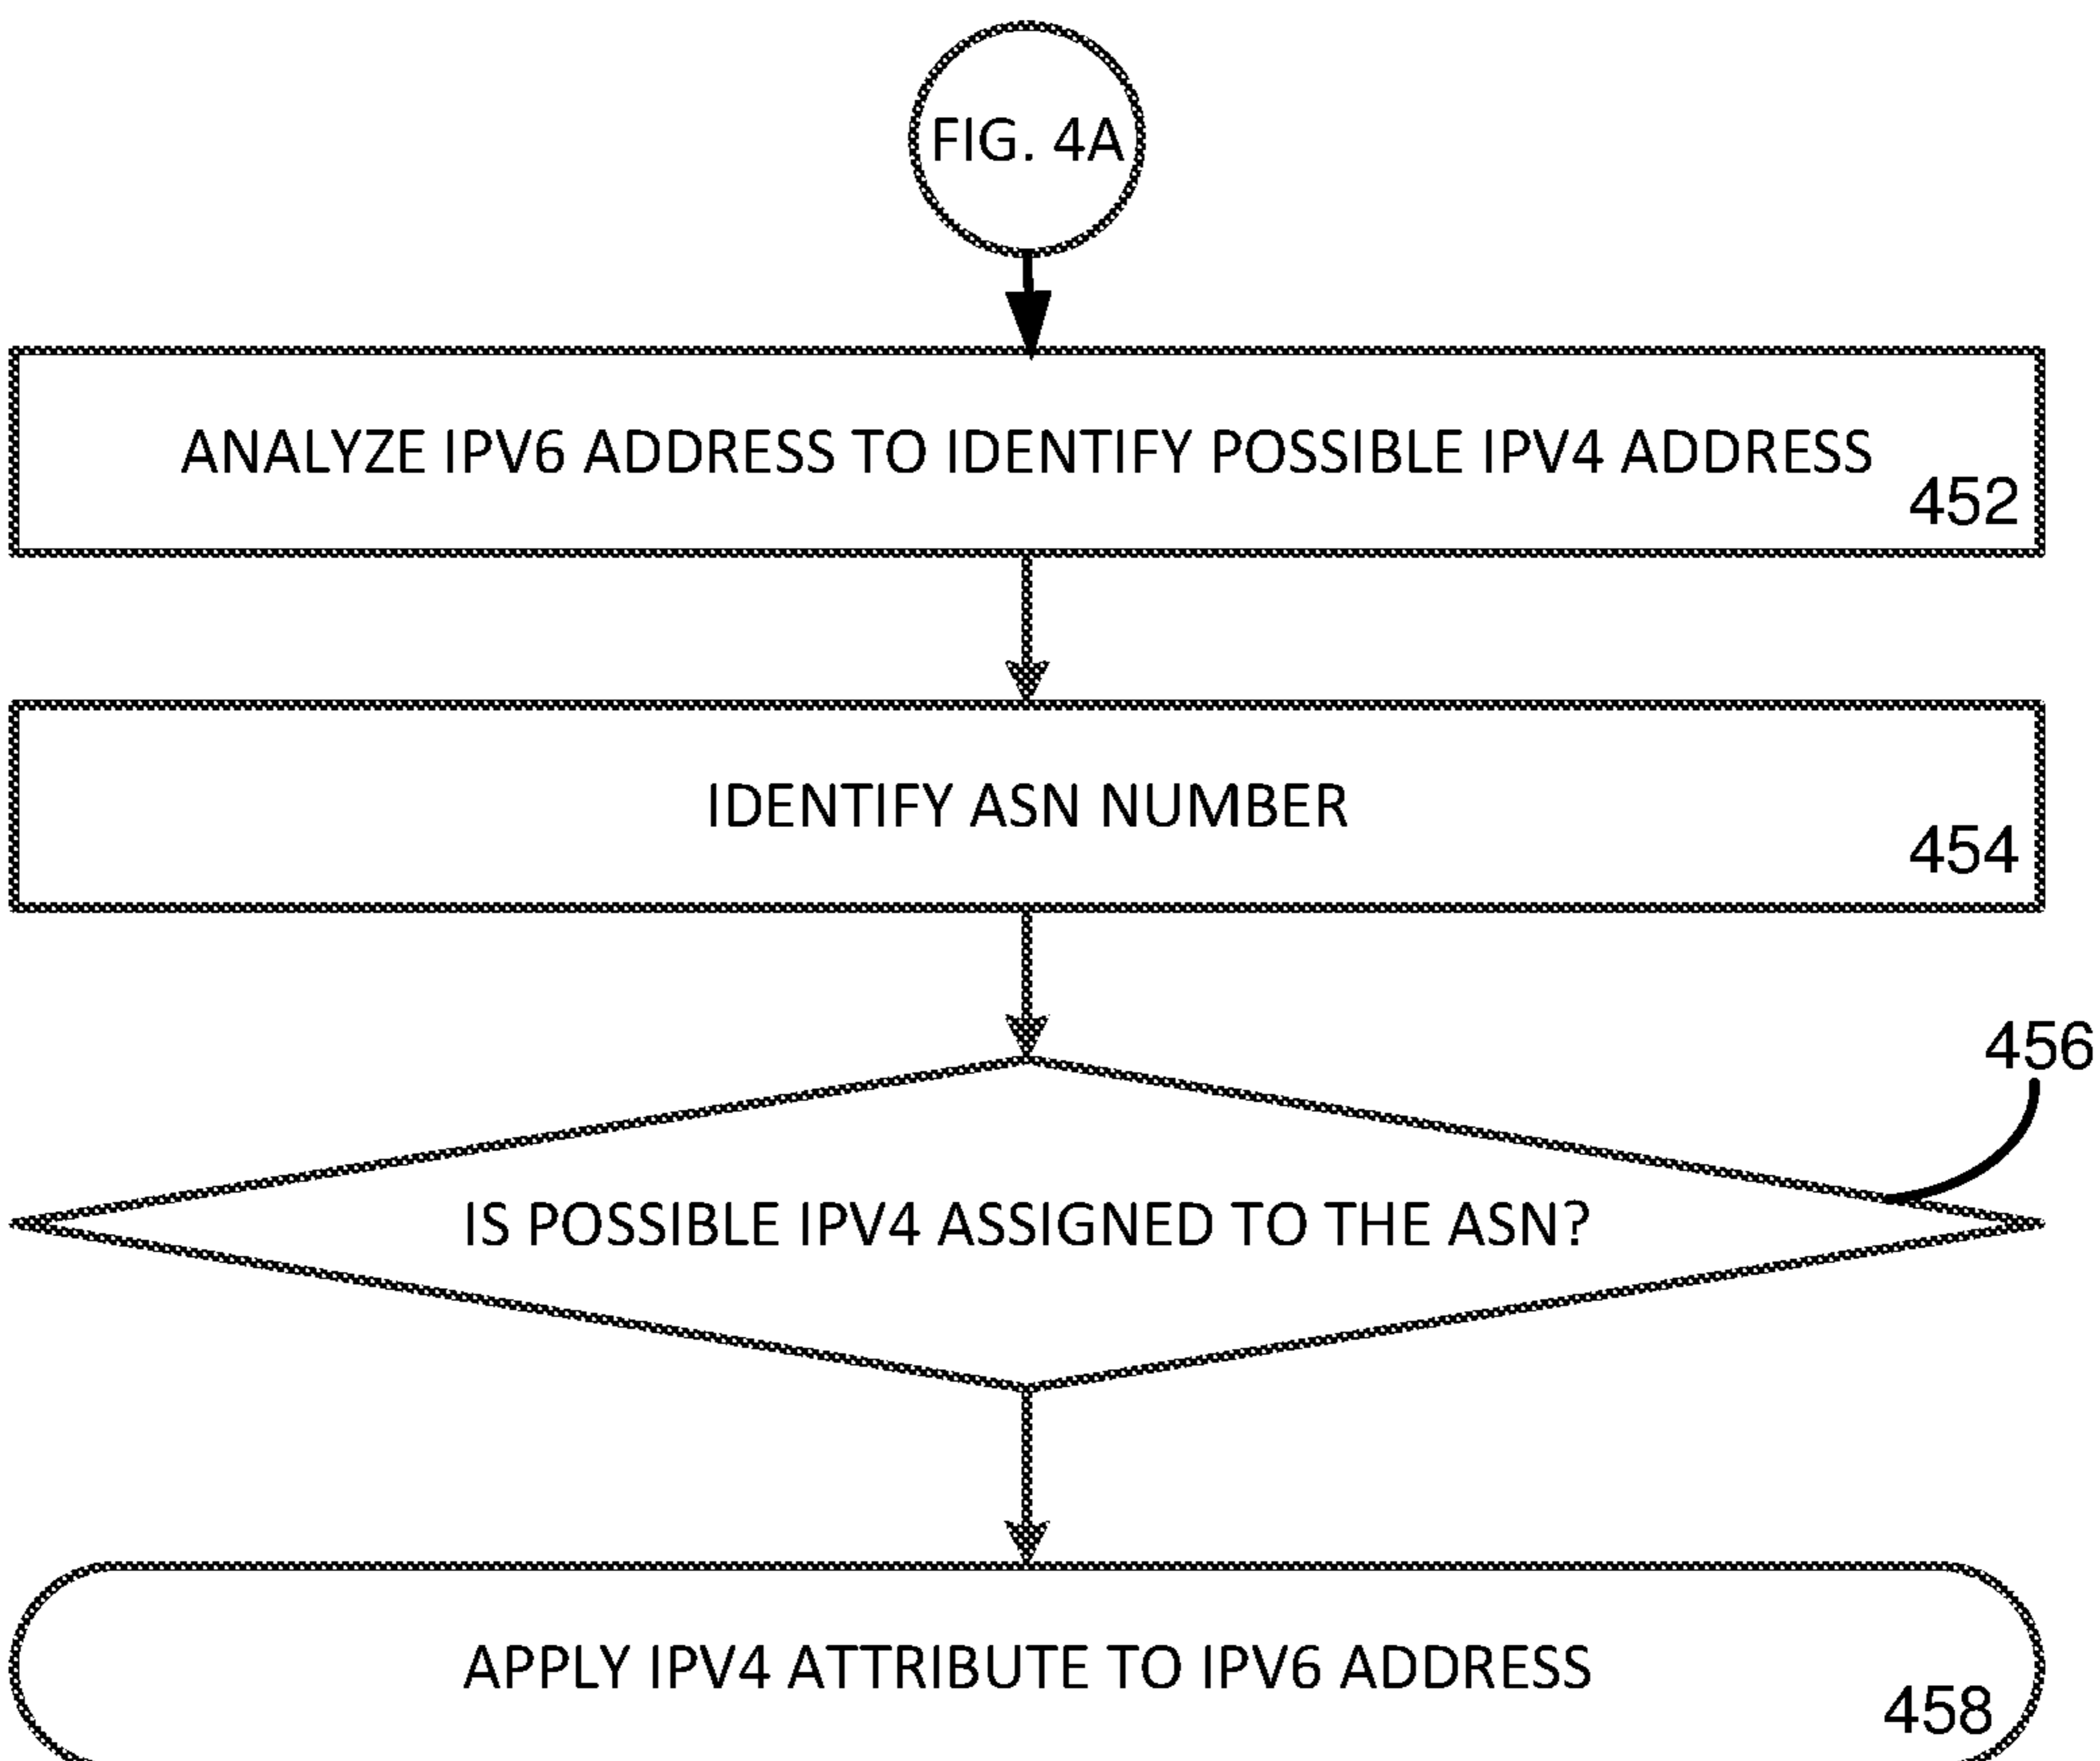 FIG. 4A
ANALYZE IPV6 ADDRESS TO IDENTIFY POSSIBLE IPV4 ADDRESS
452
IDENTIFY ASN NUMBER
454
456
IS POSSIBLE IPV4 ASSIGNED TO THE ASN?
APPLY IPV4 ATTRIBUTE TO IPV6 ADDRESS
458